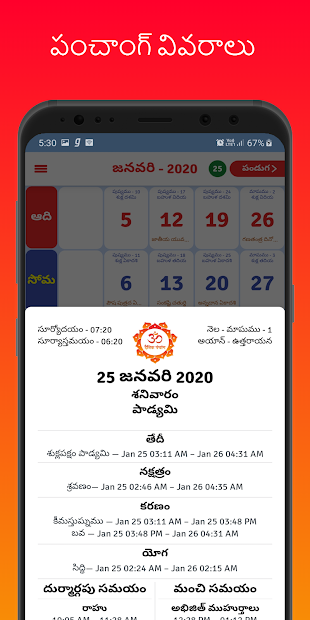 పంచాంగ్ వివరాలు
5:30 67%
జనవరి - 2020 25 పండుగ >
ఆది 5 12 19 26
సోమ 6 13 20 27
సూర్యోదయం - 07:20 నెల - మాఘము - 1
సూర్యాస్తమయం - 06:20 అయాన్ - ఉత్తరాయన
25 జనవరి 2020
శనివారం
పాడ్యమి
తేదీ
శుక్లపక్షం పాడ్యమి — Jan 25 03:11 AM – Jan 26 04:31 AM
నక్షత్రం
శ్రవణం— Jan 25 02:46 AM – Jan 26 04:35 AM
కరణం
కీమస్తుష్నుము — Jan 25 03:11 AM – Jan 25 03:48 PM
బవ — Jan 25 03:48 PM – Jan 26 04:31 AM
యోగ
సిద్ది— Jan 25 02:24 AM – Jan 26 02:15 AM
దుర్మార్గపు సమయం మంచి సమయం
రాహు అభిజిత్ ముహుర్తాలు